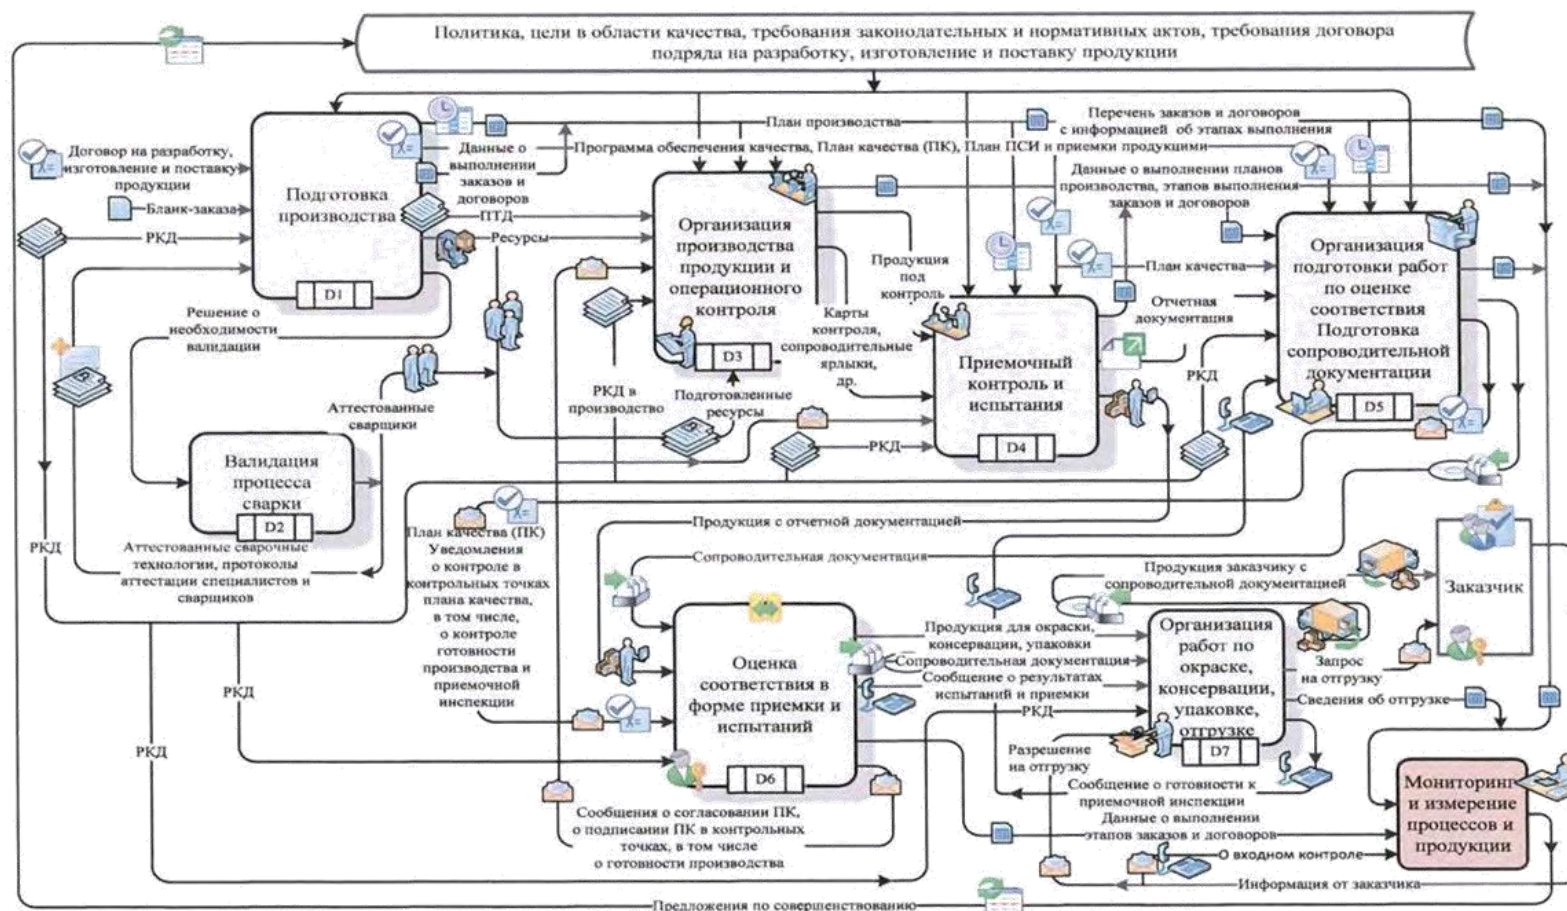 Политика, цели в области качества, требования законодательных и нормативных актов, требования договора
подряда на разработку, изготовление и поставку продукции
Договор на разработку,
изготовление и поставку
продукции
Бланк-заказа
РКД
Подготовка
производства
D1
План производства
Данные о
выполнении
заказов и
договоров
Программа обеспечения качества, План качества (ПК), План ПСИ и приемки продукциими
ПТД
Ресурсы
Перечень заказов и договоров
с информацией об этапах выполнения
Данные о выполнении планов
производства, этапов выполнения
заказов и договоров
Организация
производства
продукции и
операционного
контроля
D3
Продукция
под
контроль
Карты
контроля,
сопроводительные
ярлыки,
др.
План качества
Отчетная
документация
Организация
подготовки работ
по оценке
соответствия
Подготовка
сопроводительной
документации
D5
Решение о
необходимости
валидации
Аттестованные
сварщики
РКД в
производство
Подготовленные
ресурсы
Приемочный
контроль и
испытания
D4
РКД
РКД
Валидация
процесса
сварки
D2
Аттестованные сварочные
технологии, протоколы
аттестации специалистов и
сварщиков
РКД
План качества (ПК)
Уведомления
о контроле в
контрольных точках
плана качества,
в том числе,
о контроле
готовности
производства и
приемочной
инспекции
Продукция с отчетной документацией
Сопроводительная документация
Продукция заказчику с
сопроводительной документацией
Заказчик
Оценка
соответствия в
форме приемки и
испытаний
D6
Продукция для окраски,
консервации, упаковки
Сопроводительная документация
Сообщение о результатах
испытаний и приемки
РКД
Организация
работ по
окраске,
консервации,
упаковке,
отгрузке
D7
Запрос
на отгрузку
Сведения об отгрузке
РКД
РКД
Разрешение
на отгрузку
Сообщение о готовности к
приемочной инспекции
Данные о выполнении
этапов заказов и договоров
О входном контроле
Мониторинг
и измерение
процессов и
продукции
Сообщения о согласовании ПК,
о подписании ПК в контрольных
точках, в том числе
о готовности производства
Информация от заказчика
Предложения по совершенствованию